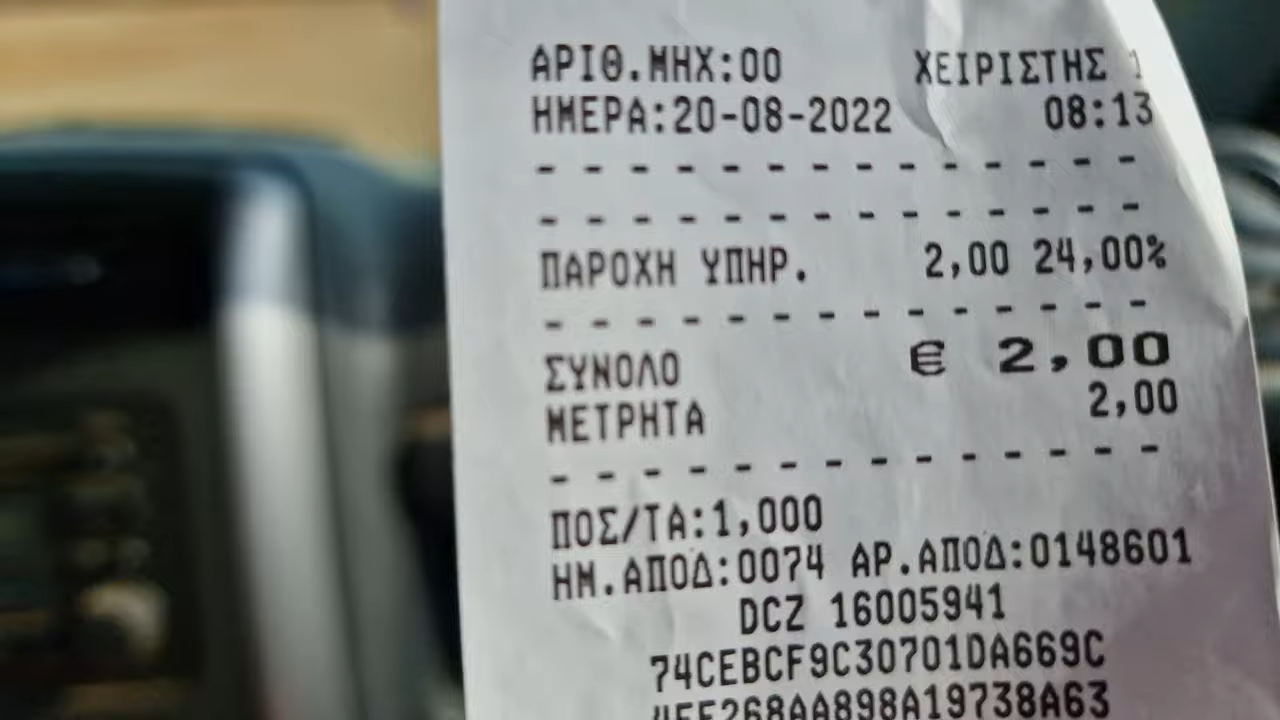 ΑΡΙΘ.ΜΗΧ:00 ΧΕΙΡΙΣΤΗΣ 1
ΗΜΕΡΑ:20-08-2022 08:13
- - - - - - - - - - - - - -
- - - - - - - - - - - - - -
ΠΑΡΟΧΗ ΥΠΗΡ. 2,00 24,00%
- - - - - - - - - - - - - -
ΣΥΝΟΛΟ € 2,00
ΜΕΤΡΗΤΑ 2,00
- - - - - - - - - - - - - -
ΠΟΣ/ΤΑ:1,000
ΗΜ.ΑΠΟΔ:0074 ΑΡ.ΑΠΟΔ:0148601
DCZ 16005941
74CEBCF9C30701DA669C